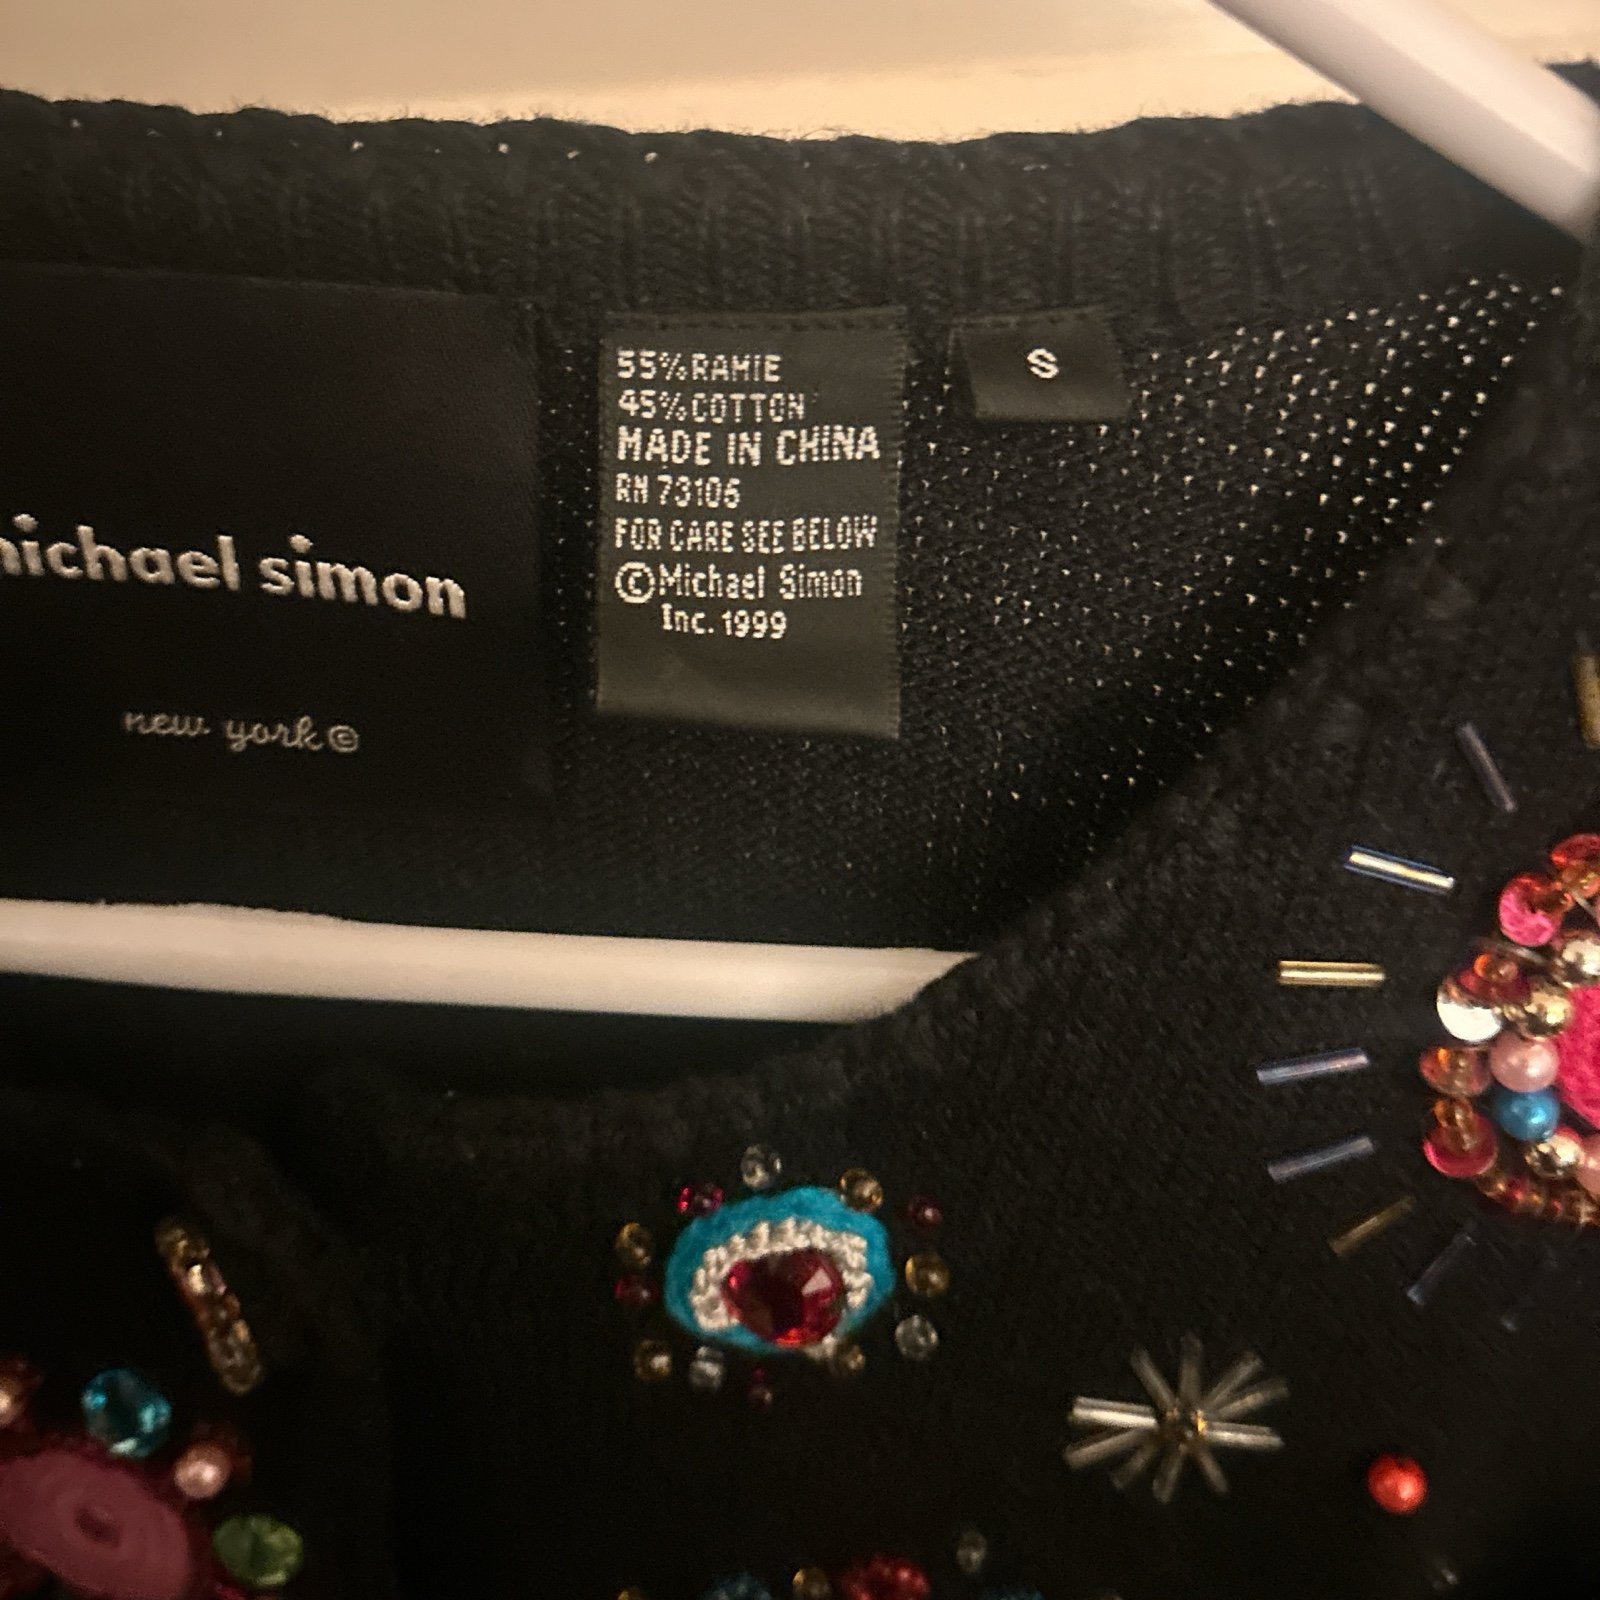 michael simon
new york©
55% RAMIE
45% COTTON
MADE IN CHINA
RN 73106
FOR CARE SEE BELOW
©Michael Simon
Inc. 1999
S